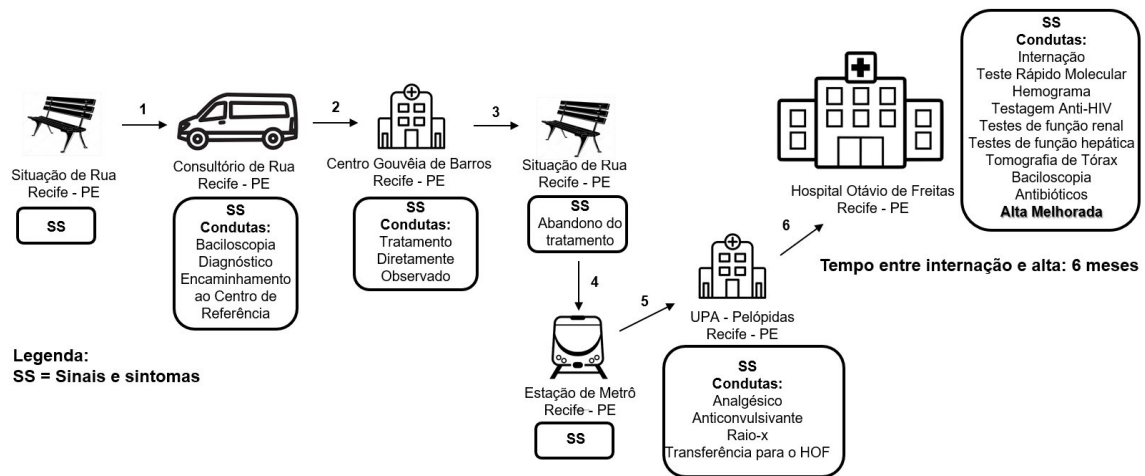 1
2
3
4
5
6
Situação de Rua
Recife - PE
SS
Consultório de Rua
Recife - PE
SS
Condutas:
Baciloscopia
Diagnóstico
Encaminhamento
ao Centro de
Referência
Centro Gouvêia de Barros
Recife - PE
SS
Condutas:
Tratamento
Diretamente
Observado
Situação de Rua
Recife - PE
SS
Abandono do
tratamento
Estação de Metrô
Recife - PE
SS
UPA - Pelópidas
Recife - PE
SS
Condutas:
Analgésico
Anticonvulsivante
Raio-x
Transferência para o HOF
Hospital Otávio de Freitas
Recife - PE
SS
Condutas:
Internação
Teste Rápido Molecular
Hemograma
Testagem Anti-HIV
Testes de função renal
Testes de função hepática
Tomografia de Tórax
Baciloscopia
Antibióticos
Alta Melhorada
Tempo entre internação e alta: 6 meses
Legenda:
SS = Sinais e sintomas